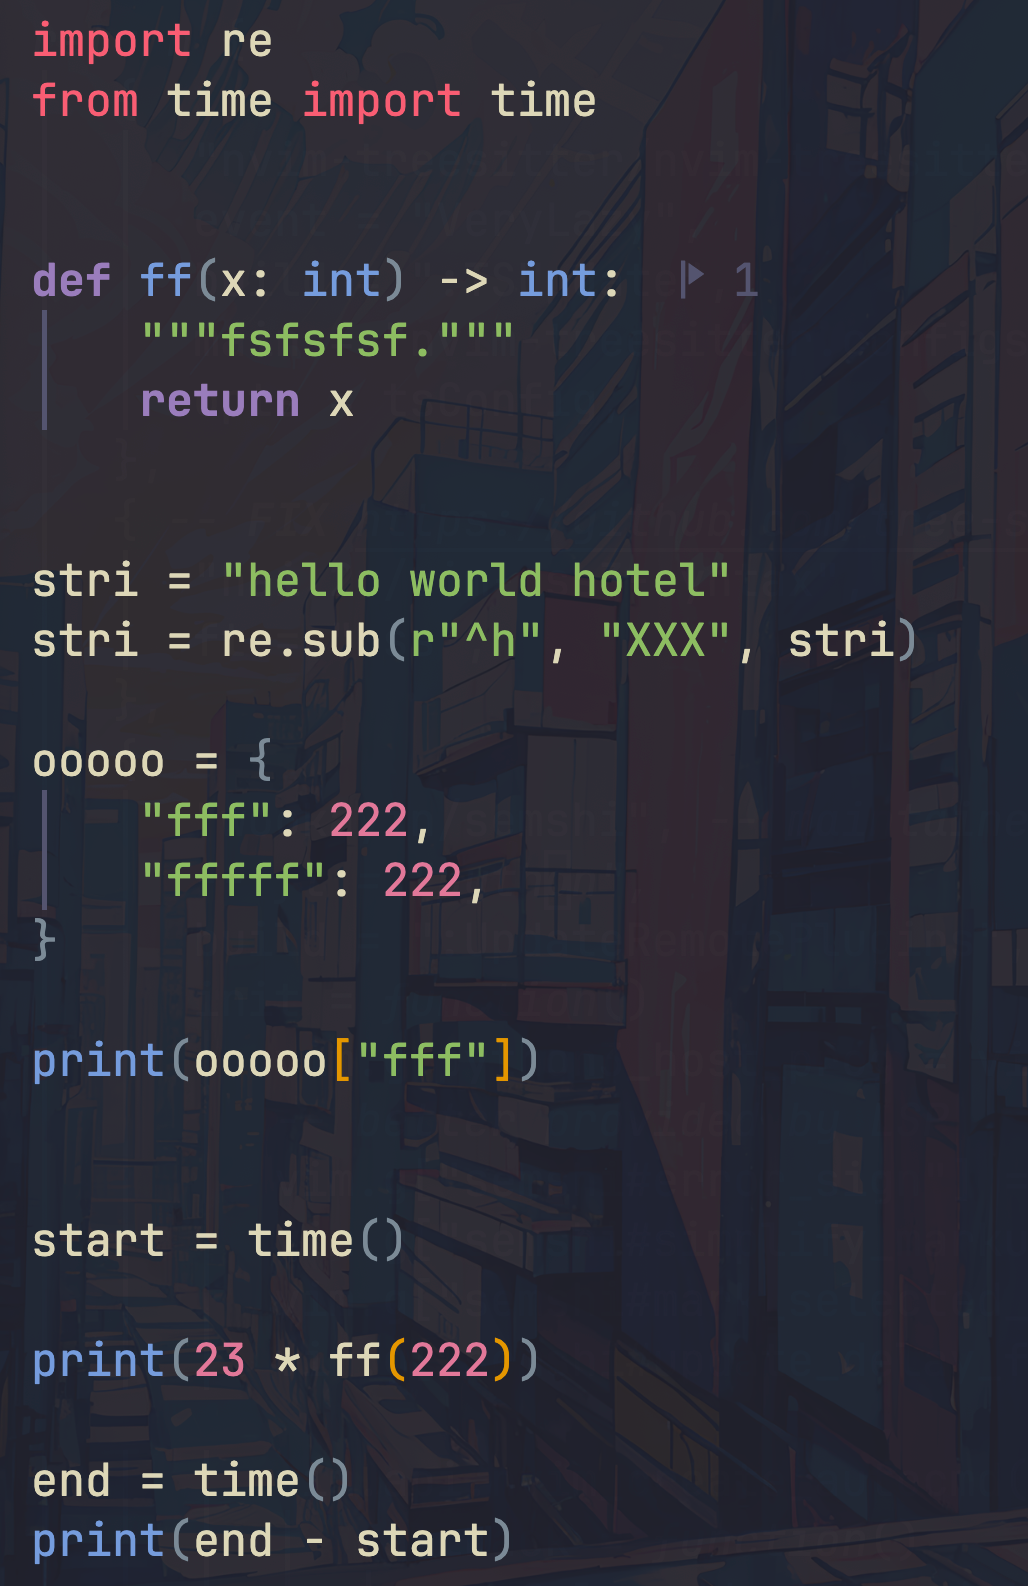 import re
from time import time
def ff(x: int) -> int: 1
"""fsfsfsf."""
return x
stri = "hello world hotel"
stri = re.sub(r"^h", "XXX", stri)
ooooo = {
"fff": 222,
"fffff": 222,
}
print(ooooo["fff"])
start = time()
print(23 * ff(222))
end = time()
print(end - start)